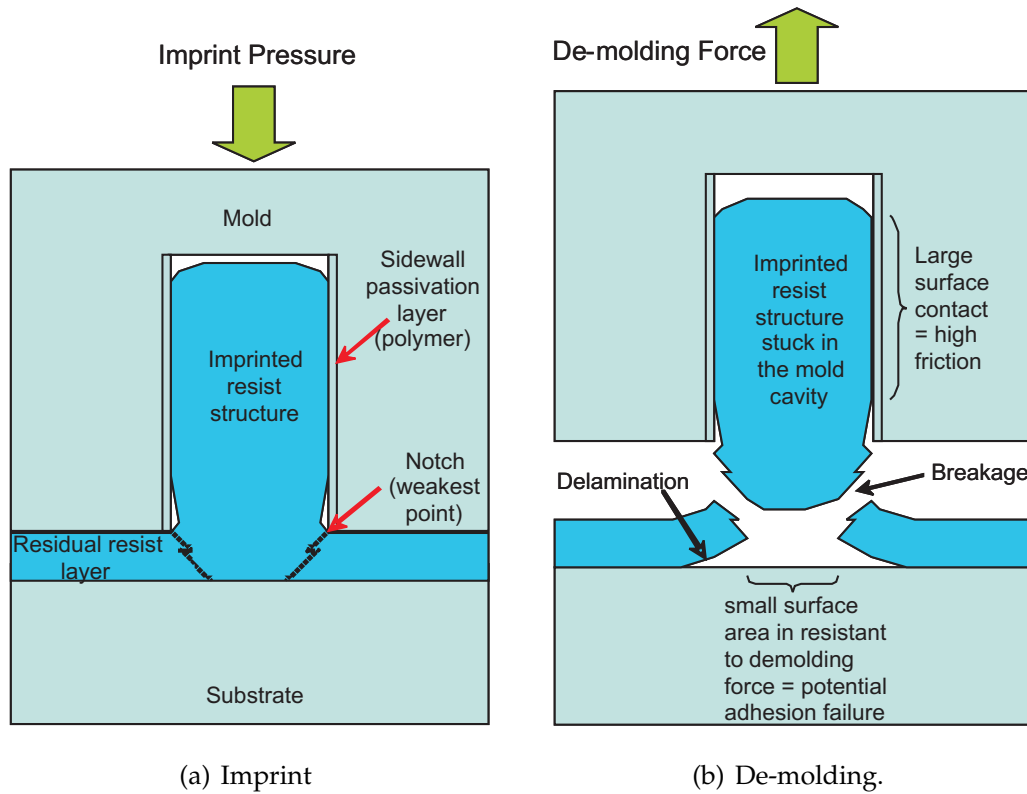 Imprint Pressure
Mold
Sidewall
passivation
layer
(polymer)
Imprinted
resist
structure
Notch
(weakest
point)
Residual resist
layer
Substrate
(a) Imprint
De-molding Force
Imprinted
resist
structure
stuck in
the mold
cavity
Large
surface
contact
= high
friction
Delamination
Breakage
small surface
area in resistant
to demolding
force = potential
adhesion failure
(b) De-molding.